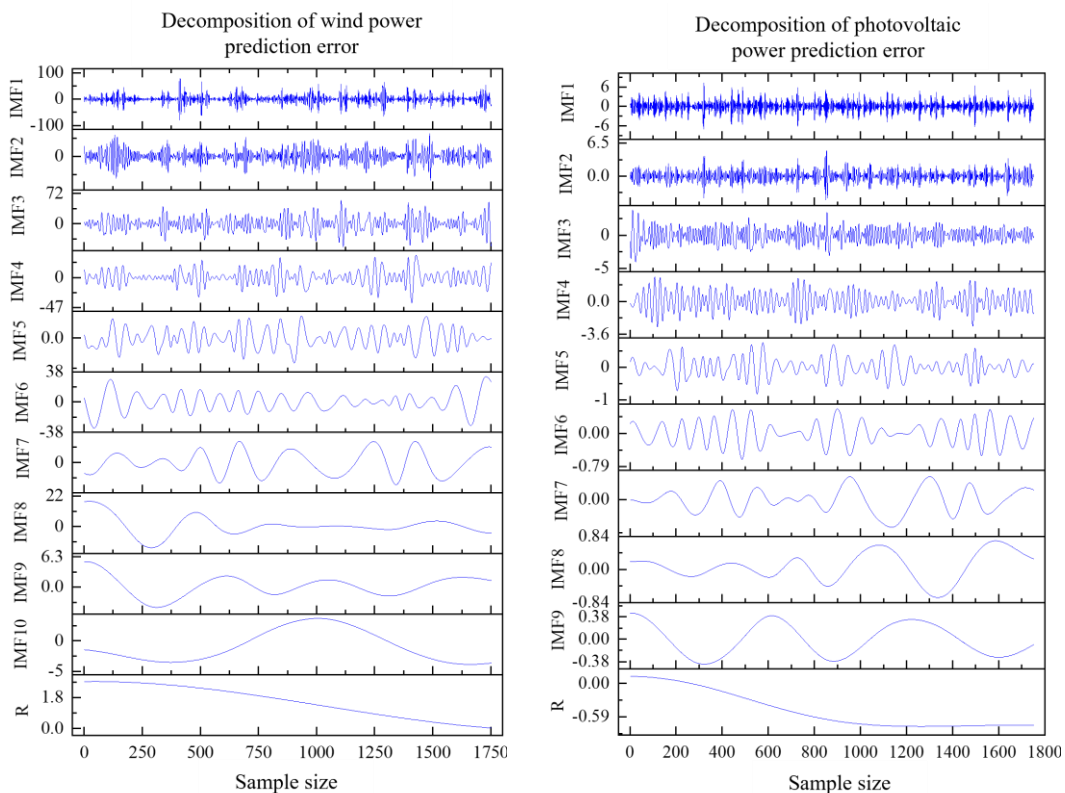 Decomposition of wind power
prediction error
IMF1
100
0
-100
IMF2
0
IMF3
72
0
IMF4
0
-47
IMF5
0.0
IMF6
38
0
-38
IMF7
0
22
IMF8
22
0
IMF9
6.3
0.0
IMF10
0
-5
R
1.8
0.0
0 250 500 750 1000 1250 1500 1750
Sample size
Decomposition of photovoltaic
power prediction error
IMF1
6
0
-6
IMF2
6.5
0.0
IMF3
0
-5
IMF4
0.0
-3.6
IMF5
0
-1
IMF6
0.00
-0.79
IMF7
0.00
0.84
IMF8
0.00
-0.84
IMF9
0.38
0.00
-0.38
R
0.00
-0.59
0 200 400 600 800 1000 1200 1400 1600 1800
Sample size